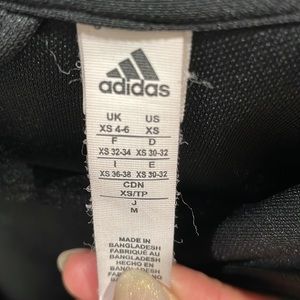 adidas
UK US
XS 4-6 XS
F D
XS 32-34 XS 30-32
I E
XS 36-38 XS 30-32
CDN
XS/TP
J
M
MADE IN
BANGLADESH
FABRIQUÉ AU
BANGLADESH
HECHO EN
BANGLADESH